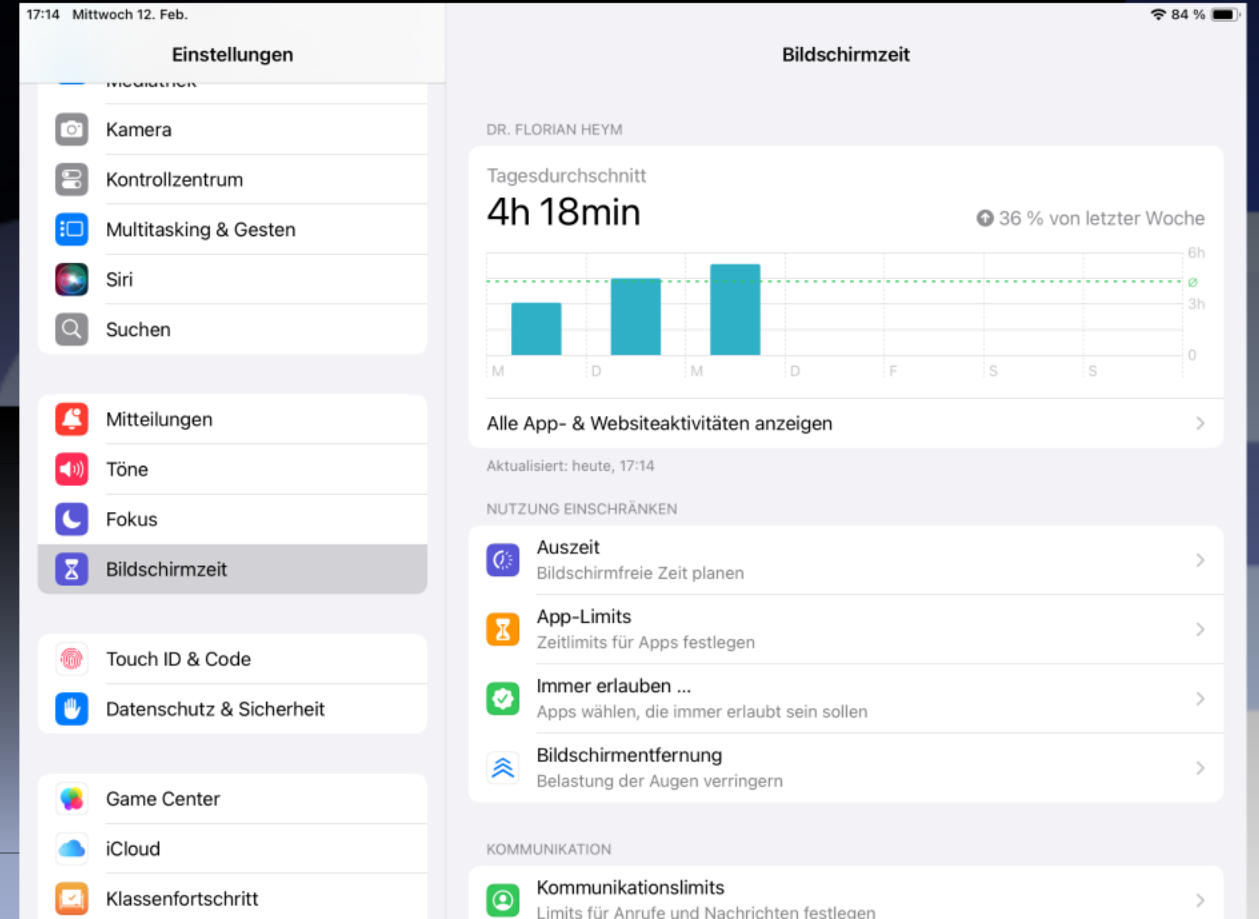 17:14 Mittwoch 12. Feb.
84 %
Einstellungen
Mediathek
Kamera
Kontrollzentrum
Multitasking & Gesten
Siri
Suchen
Mitteilungen
Töne
Fokus
Bildschirmzeit
Touch ID & Code
Datenschutz & Sicherheit
Game Center
iCloud
Klassenfortschritt
Bildschirmzeit
DR. FLORIAN HEYM
Tagesdurchschnitt
4h 18min
36 % von letzter Woche
6h
ø
3h
0
M D M D F S S
Alle App- & Websiteaktivitäten anzeigen
Aktualisiert: heute, 17:14
NUTZUNG EINSCHRÄNKEN
Auszeit
Bildschirmfreie Zeit planen
App-Limits
Zeitlimits für Apps festlegen
Immer erlauben ...
Apps wählen, die immer erlaubt sein sollen
Bildschirmentfernung
Belastung der Augen verringern
KOMMUNIKATION
Kommunikationslimits
Limits für Anrufe und Nachrichten festlegen